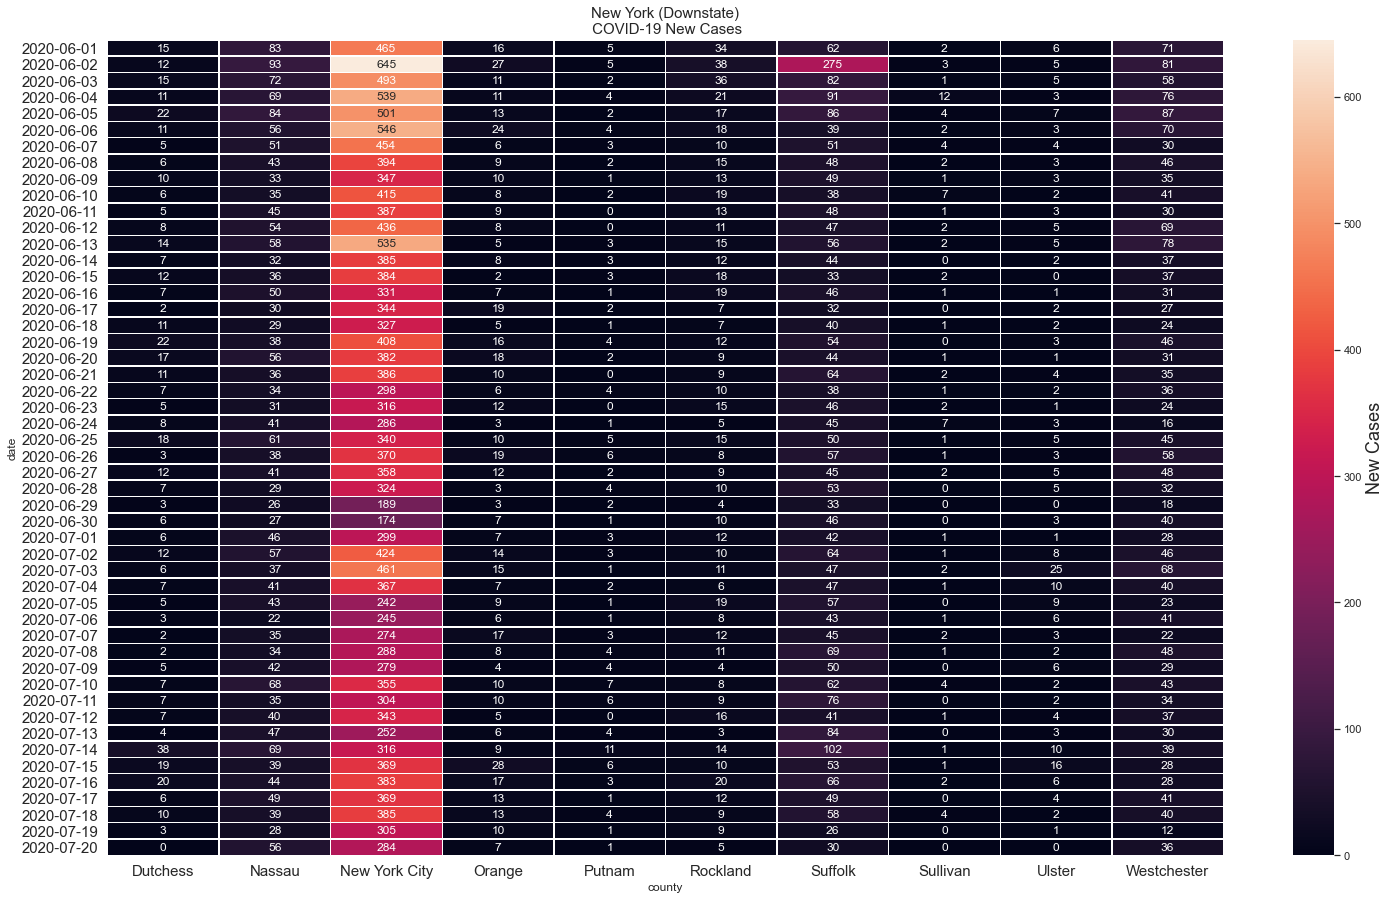 New York (Downstate)
COVID-19 New Cases
2020-06-01 15 83 465 16 5 34 62 2 6 71
2020-06-02 12 93 645 27 5 38 275 3 5 81
2020-06-03 15 72 493 11 2 36 82 1 5 58
2020-06-04 11 69 539 11 4 21 91 12 3 76
2020-06-05 22 84 501 13 2 17 86 4 7 87
2020-06-06 11 56 546 24 4 18 39 2 3 70
2020-06-07 5 51 454 6 3 10 51 4 4 30
2020-06-08 6 43 394 9 2 15 48 2 3 46
2020-06-09 10 33 347 10 1 13 49 1 3 35
2020-06-10 6 35 415 8 2 19 38 7 2 41
2020-06-11 5 45 387 9 0 13 48 1 3 30
2020-06-12 8 54 436 8 0 11 47 2 5 69
2020-06-13 14 58 535 5 3 15 56 2 5 78
2020-06-14 7 32 385 8 3 12 44 0 2 37
2020-06-15 12 36 384 2 3 18 33 2 0 37
2020-06-16 7 50 331 7 1 19 46 1 1 31
2020-06-17 2 30 344 19 2 7 32 0 2 27
2020-06-18 11 29 327 5 1 7 40 1 2 24
2020-06-19 22 38 408 16 4 12 54 0 3 46
2020-06-20 17 56 382 18 2 9 44 1 1 31
2020-06-21 11 36 386 10 0 9 64 2 4 35
2020-06-22 7 34 298 6 4 10 38 1 2 36
2020-06-23 5 31 316 12 0 15 46 2 1 24
2020-06-24 8 41 286 3 1 5 45 7 3 16
2020-06-25 18 61 340 10 5 15 50 1 5 45
2020-06-26 3 38 370 19 6 8 57 1 3 58
2020-06-27 12 41 358 12 2 9 45 2 5 48
2020-06-28 7 29 324 3 4 10 53 0 5 32
2020-06-29 3 26 189 3 2 4 33 0 0 18
2020-06-30 6 27 174 7 1 10 46 0 3 40
2020-07-01 6 46 299 7 3 12 42 1 1 28
2020-07-02 12 57 424 14 3 10 64 1 8 46
2020-07-03 6 37 461 15 1 11 47 2 25 68
2020-07-04 7 41 367 7 2 6 47 1 10 40
2020-07-05 5 43 242 9 1 19 57 0 9 23
2020-07-06 3 22 245 6 1 8 43 1 6 41
2020-07-07 2 35 274 17 3 12 45 2 3 22
2020-07-08 2 34 288 8 4 11 69 1 2 48
2020-07-09 5 42 279 4 4 4 50 0 6 29
2020-07-10 7 68 355 10 7 8 62 4 2 43
2020-07-11 7 35 304 10 6 9 76 0 2 34
2020-07-12 7 40 343 5 0 16 41 1 4 37
2020-07-13 4 47 252 6 4 3 84 0 3 30
2020-07-14 38 69 316 9 11 14 102 1 10 39
2020-07-15 19 39 369 28 6 10 53 1 16 28
2020-07-16 20 44 383 17 3 20 66 2 6 28
2020-07-17 6 49 369 13 1 12 49 0 4 41
2020-07-18 10 39 385 13 4 9 58 4 2 40
2020-07-19 3 28 305 10 1 9 26 0 1 12
2020-07-20 0 56 284 7 1 5 30 0 0 36
Dutchess Nassau New York City Orange Putnam Rockland Suffolk Sullivan Ulster Westchester
county
date
600
500
400
300
200
100
0
New Cases